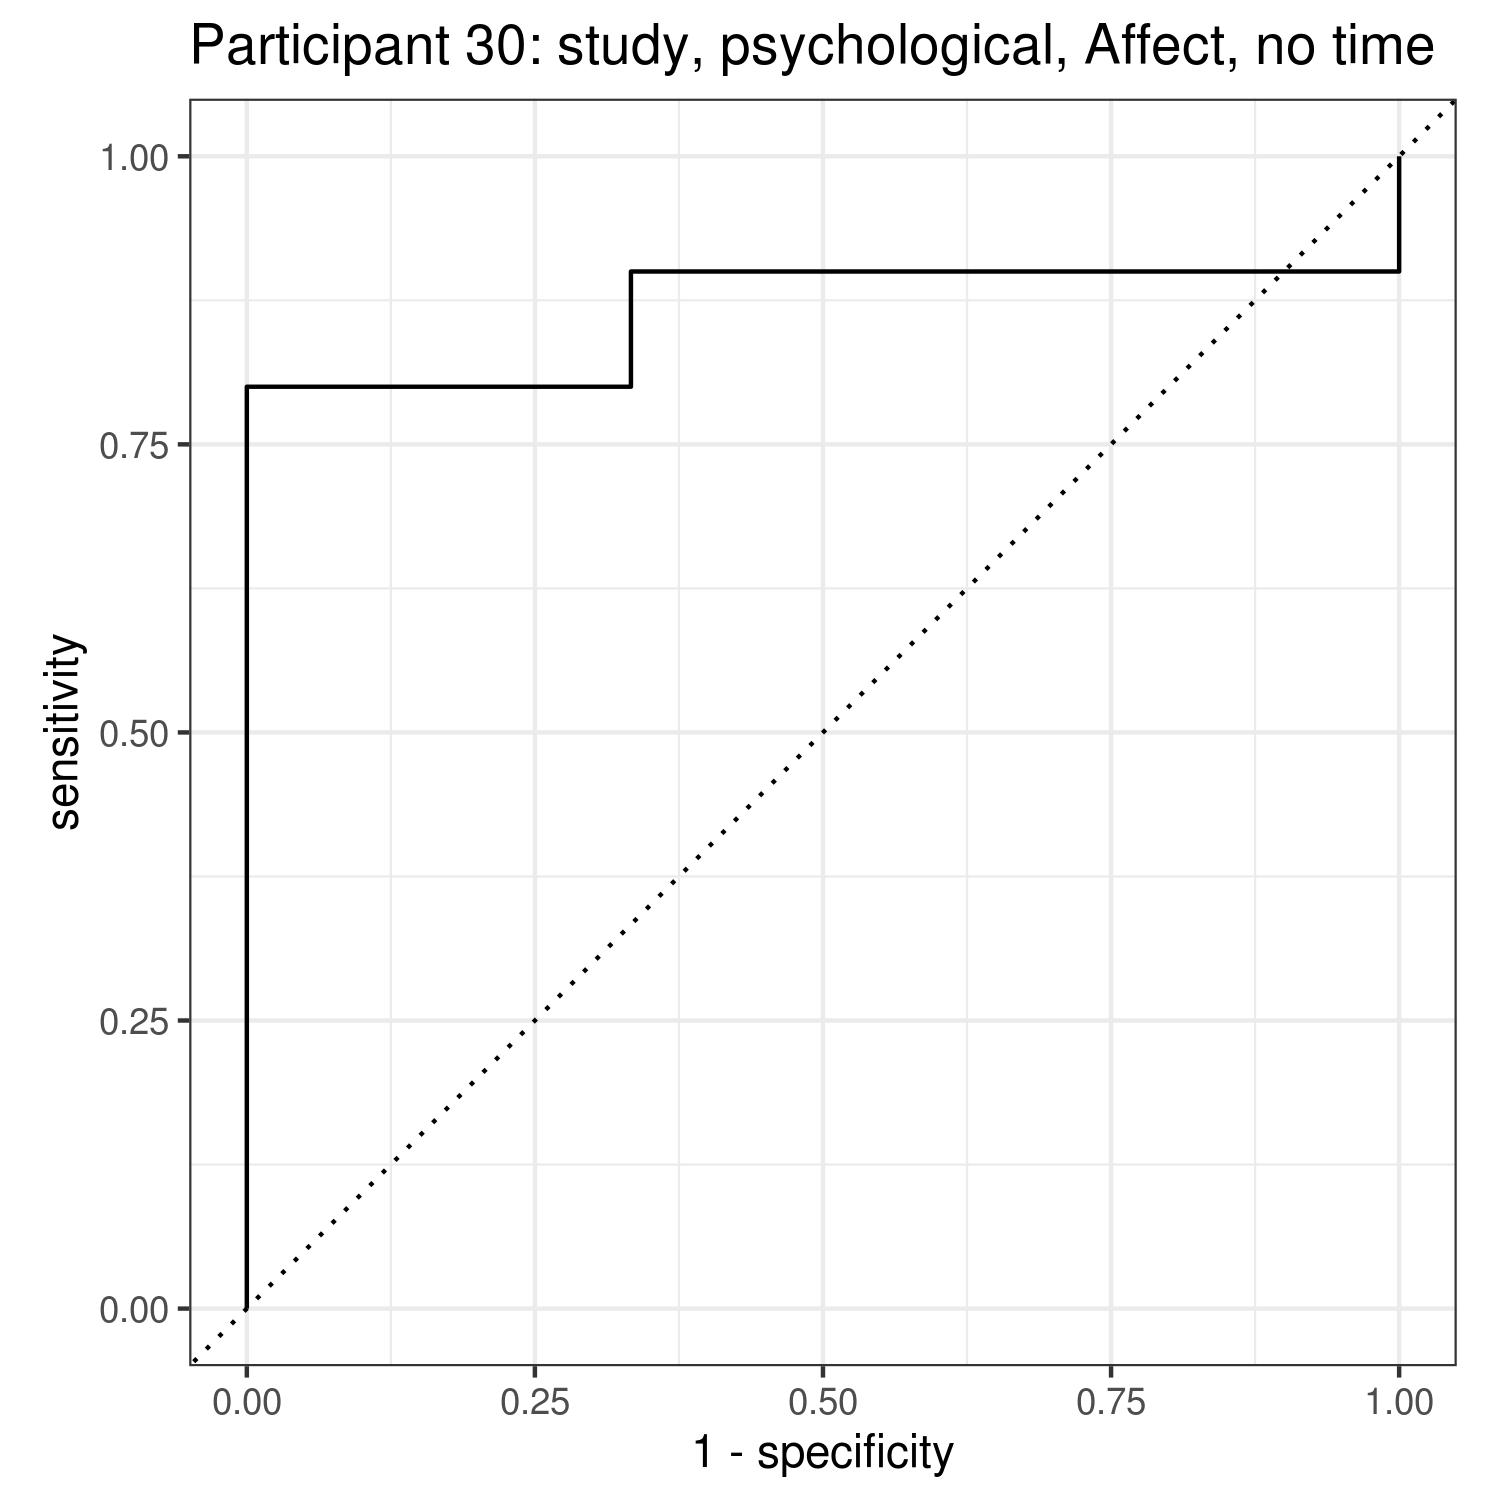 Participant 30: study, psychological, Affect, no time
1.00
0.75
0.50
0.25
0.00
sensitivity
0.00 0.25 0.50 0.75 1.00
1 - specificity